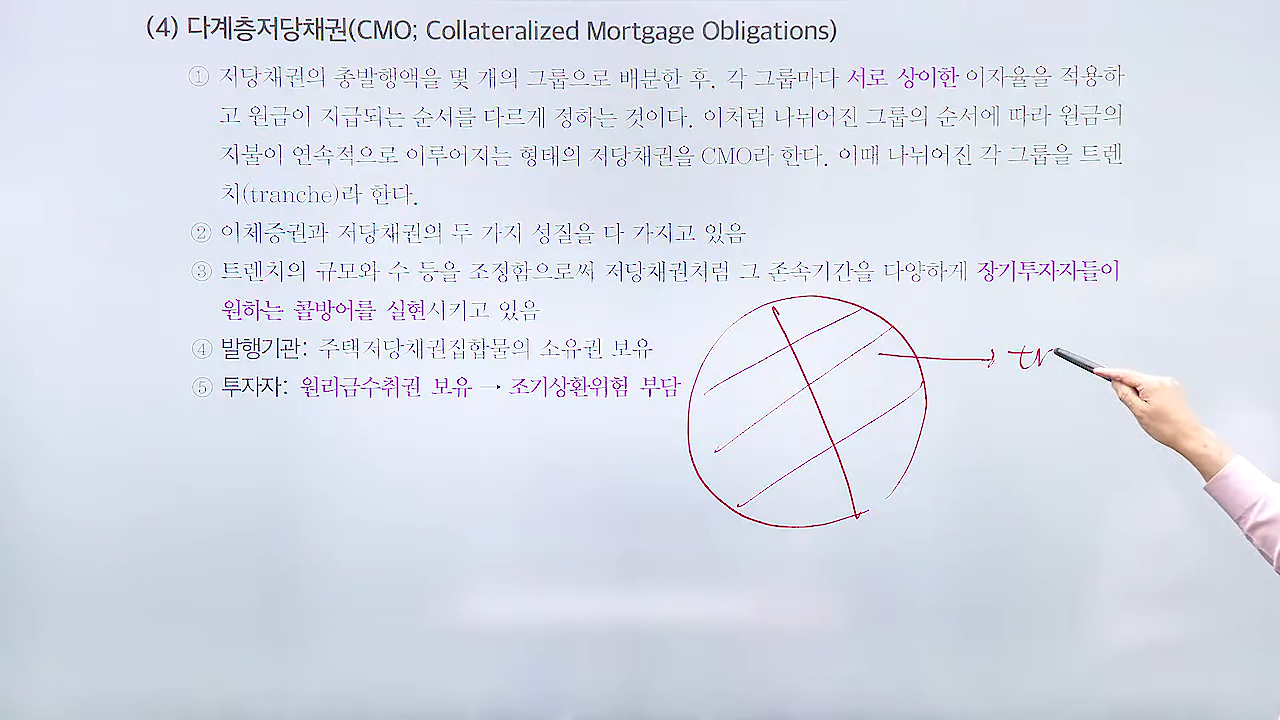 (4) 다계층저당채권(CMO; Collateralized Mortgage Obligations)
① 저당채권의 총발행액을 몇 개의 그룹으로 배분한 후, 각 그룹마다 서로 상이한 이자율을 적용하
고 원금이 지급되는 순서를 다르게 정하는 것이다. 이처럼 나뉘어진 그룹의 순서에 따라 원금의
지불이 연속적으로 이루어지는 형태의 저당채권을 CMO라 한다. 이때 나뉘어진 각 그룹을 트렌
치(tranche)라 한다.
② 이체증권과 저당채권의 두 가지 성질을 다 가지고 있음
③ 트렌치의 규모와 수 등을 조정함으로써 저당채권처럼 그 존속기간을 다양하게 장기투자자들이
원하는 콜방어를 실현시키고 있음
④ 발행기관: 주택저당채권집합물의 소유권 보유
tr
⑤ 투자자: 원리금수취권 보유 → 조기상환위험 부담